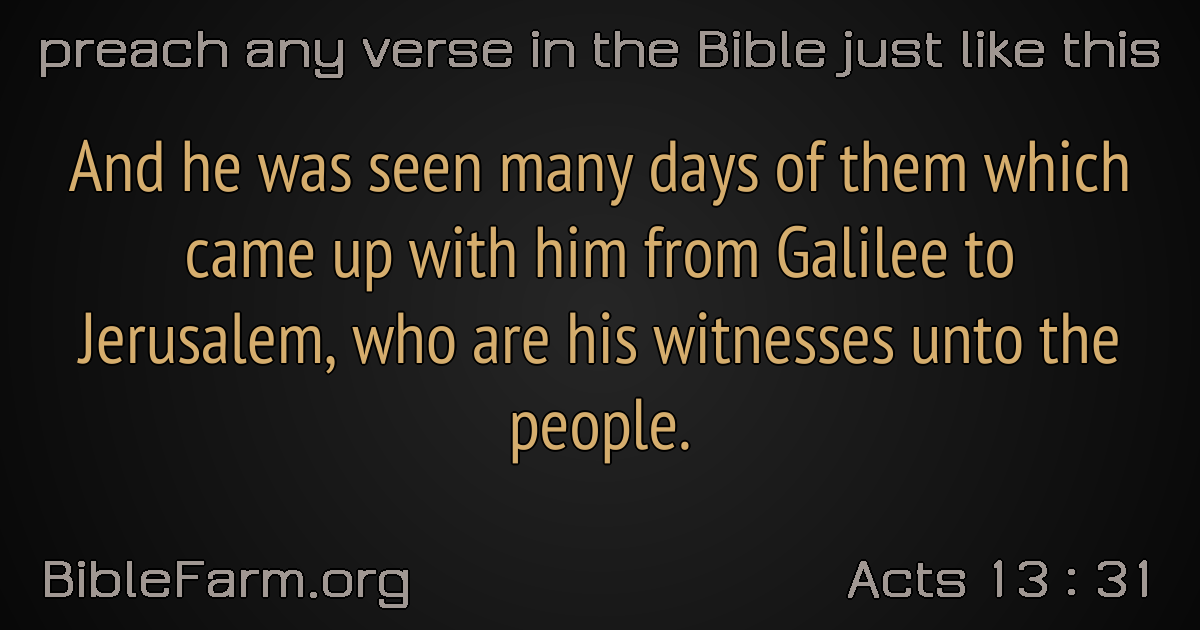 preach any verse in the Bible just like this
And he was seen many days of them which
came up with him from Galilee to
Jerusalem, who are his witnesses unto the
people.
BibleFarm.org
Acts 13 : 31